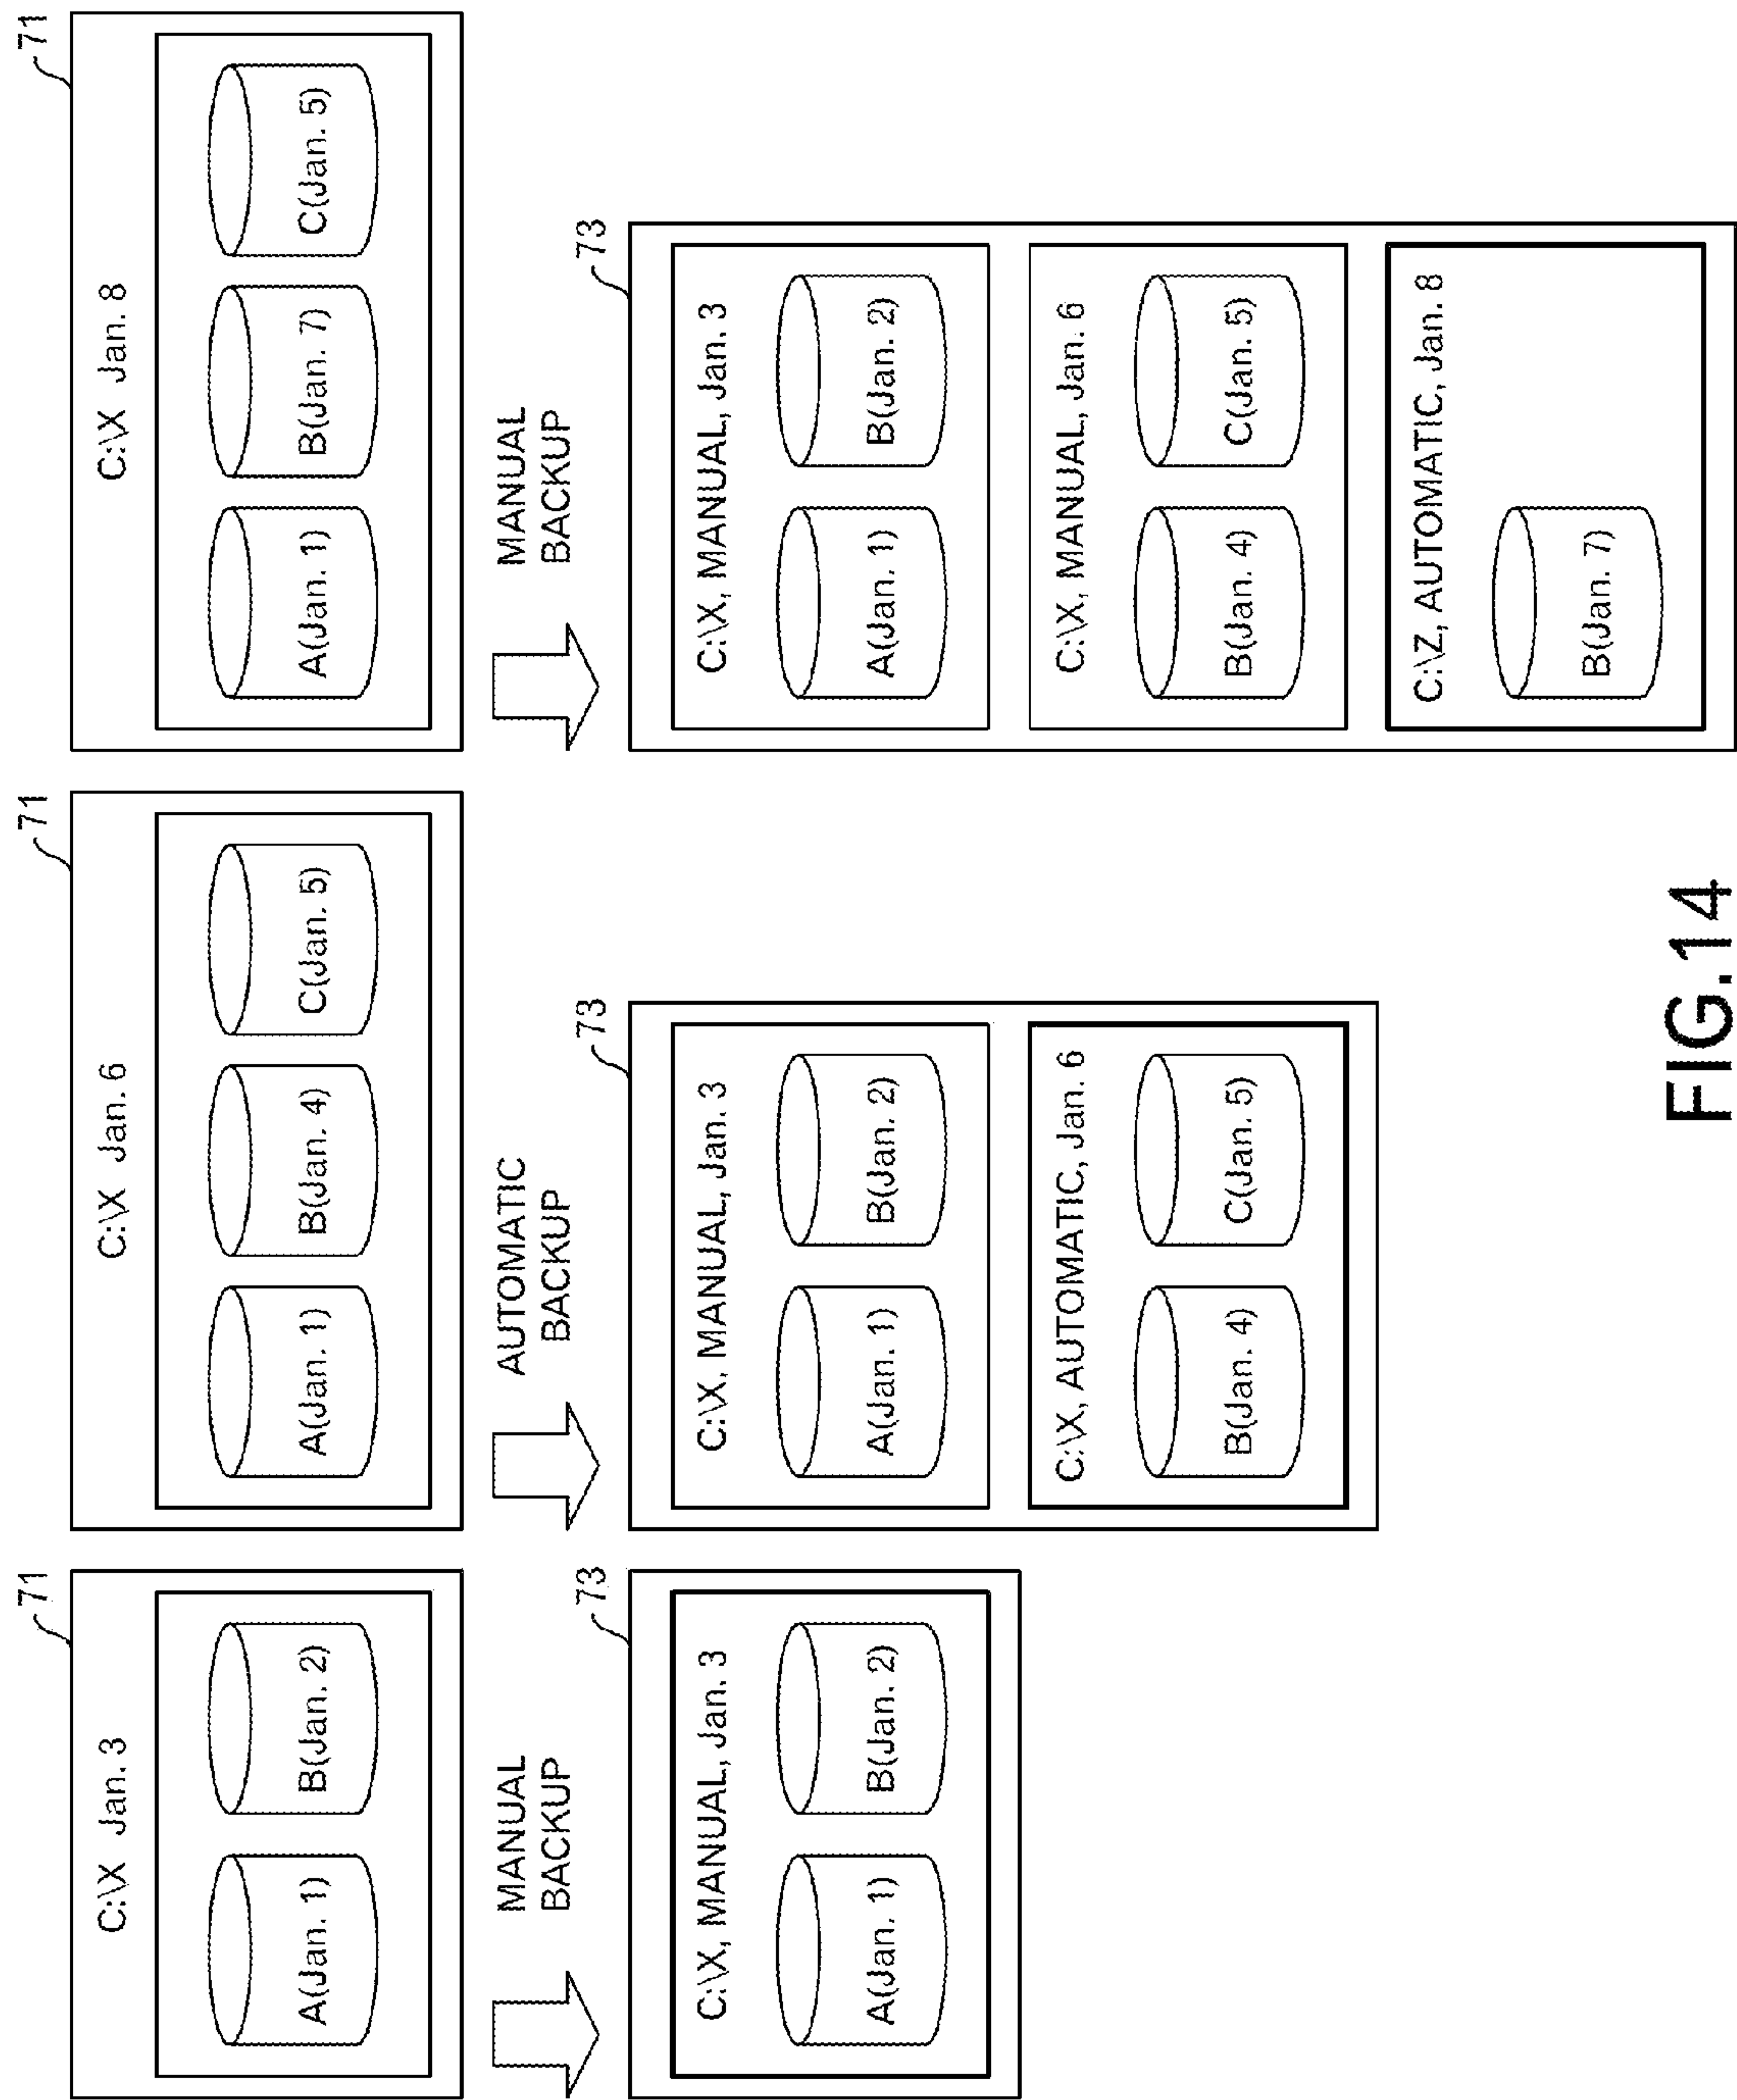 71
C:\X Jan. 3
A(Jan. 1)
B(Jan. 2)
MANUAL
BACKUP
73
C:\X, MANUAL, Jan. 3
A(Jan. 1)
B(Jan. 2)
71
C:\X Jan. 6
A(Jan. 1)
B(Jan. 4)
C(Jan. 5)
AUTOMATIC
BACKUP
73
C:\X, MANUAL, Jan. 3
A(Jan. 1)
B(Jan. 2)
C:\X, AUTOMATIC, Jan. 6
B(Jan. 4)
C(Jan. 5)
71
C:\X Jan. 8
A(Jan. 1)
B(Jan. 7)
C(Jan. 5)
MANUAL
BACKUP
73
C:\X, MANUAL, Jan. 3
A(Jan. 1)
B(Jan. 2)
C:\X, MANUAL, Jan. 6
B(Jan. 4)
C(Jan. 5)
C:\Z, AUTOMATIC, Jan. 8
B(Jan. 7)
FIG.14